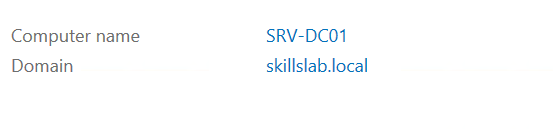 Computer name SRV-DC01
Domain skillslab.local